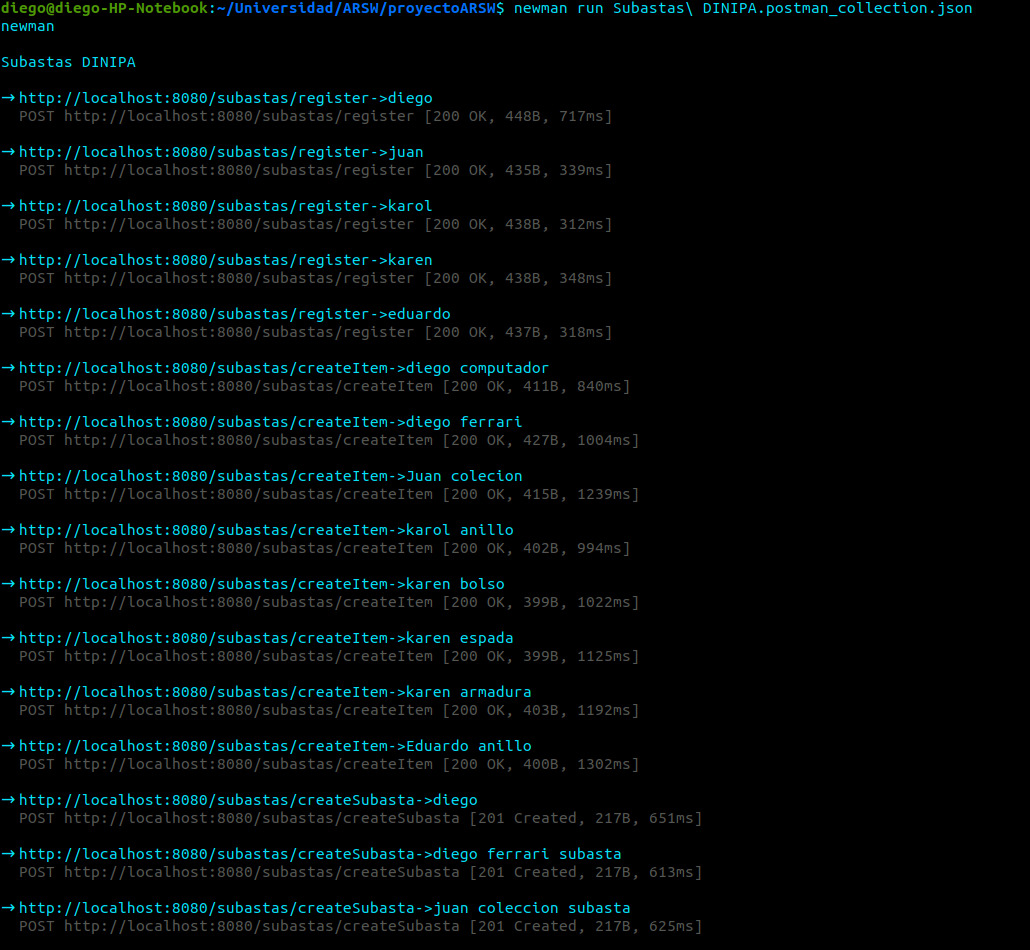 diego@diego-HP-Notebook:~/Universidad/ARSW/proyectoARSW$ newman run Subastas\ DINIPA.postman_collection.json
newman
Subastas DINIPA
→ http://localhost:8080/subastas/register->diego
POST http://localhost:8080/subastas/register [200 OK, 448B, 717ms]
→ http://localhost:8080/subastas/register->juan
POST http://localhost:8080/subastas/register [200 OK, 435B, 339ms]
→ http://localhost:8080/subastas/register->karol
POST http://localhost:8080/subastas/register [200 OK, 438B, 312ms]
→ http://localhost:8080/subastas/register->karen
POST http://localhost:8080/subastas/register [200 OK, 438B, 348ms]
→ http://localhost:8080/subastas/register->eduardo
POST http://localhost:8080/subastas/register [200 OK, 437B, 318ms]
→ http://localhost:8080/subastas/createItem->diego computador
POST http://localhost:8080/subastas/createItem [200 OK, 411B, 840ms]
→ http://localhost:8080/subastas/createItem->diego ferrari
POST http://localhost:8080/subastas/createItem [200 OK, 427B, 1004ms]
→ http://localhost:8080/subastas/createItem->Juan colecion
POST http://localhost:8080/subastas/createItem [200 OK, 415B, 1239ms]
→ http://localhost:8080/subastas/createItem->karol anillo
POST http://localhost:8080/subastas/createItem [200 OK, 402B, 994ms]
→ http://localhost:8080/subastas/createItem->karen bolso
POST http://localhost:8080/subastas/createItem [200 OK, 399B, 1022ms]
→ http://localhost:8080/subastas/createItem->karen espada
POST http://localhost:8080/subastas/createItem [200 OK, 399B, 1125ms]
→ http://localhost:8080/subastas/createItem->karen armadura
POST http://localhost:8080/subastas/createItem [200 OK, 403B, 1192ms]
→ http://localhost:8080/subastas/createItem->Eduardo anillo
POST http://localhost:8080/subastas/createItem [200 OK, 400B, 1302ms]
→ http://localhost:8080/subastas/createSubasta->diego
POST http://localhost:8080/subastas/createSubasta [201 Created, 217B, 651ms]
→ http://localhost:8080/subastas/createSubasta->diego ferrari subasta
POST http://localhost:8080/subastas/createSubasta [201 Created, 217B, 613ms]
→ http://localhost:8080/subastas/createSubasta->juan coleccion subasta
POST http://localhost:8080/subastas/createSubasta [201 Created, 217B, 625ms]